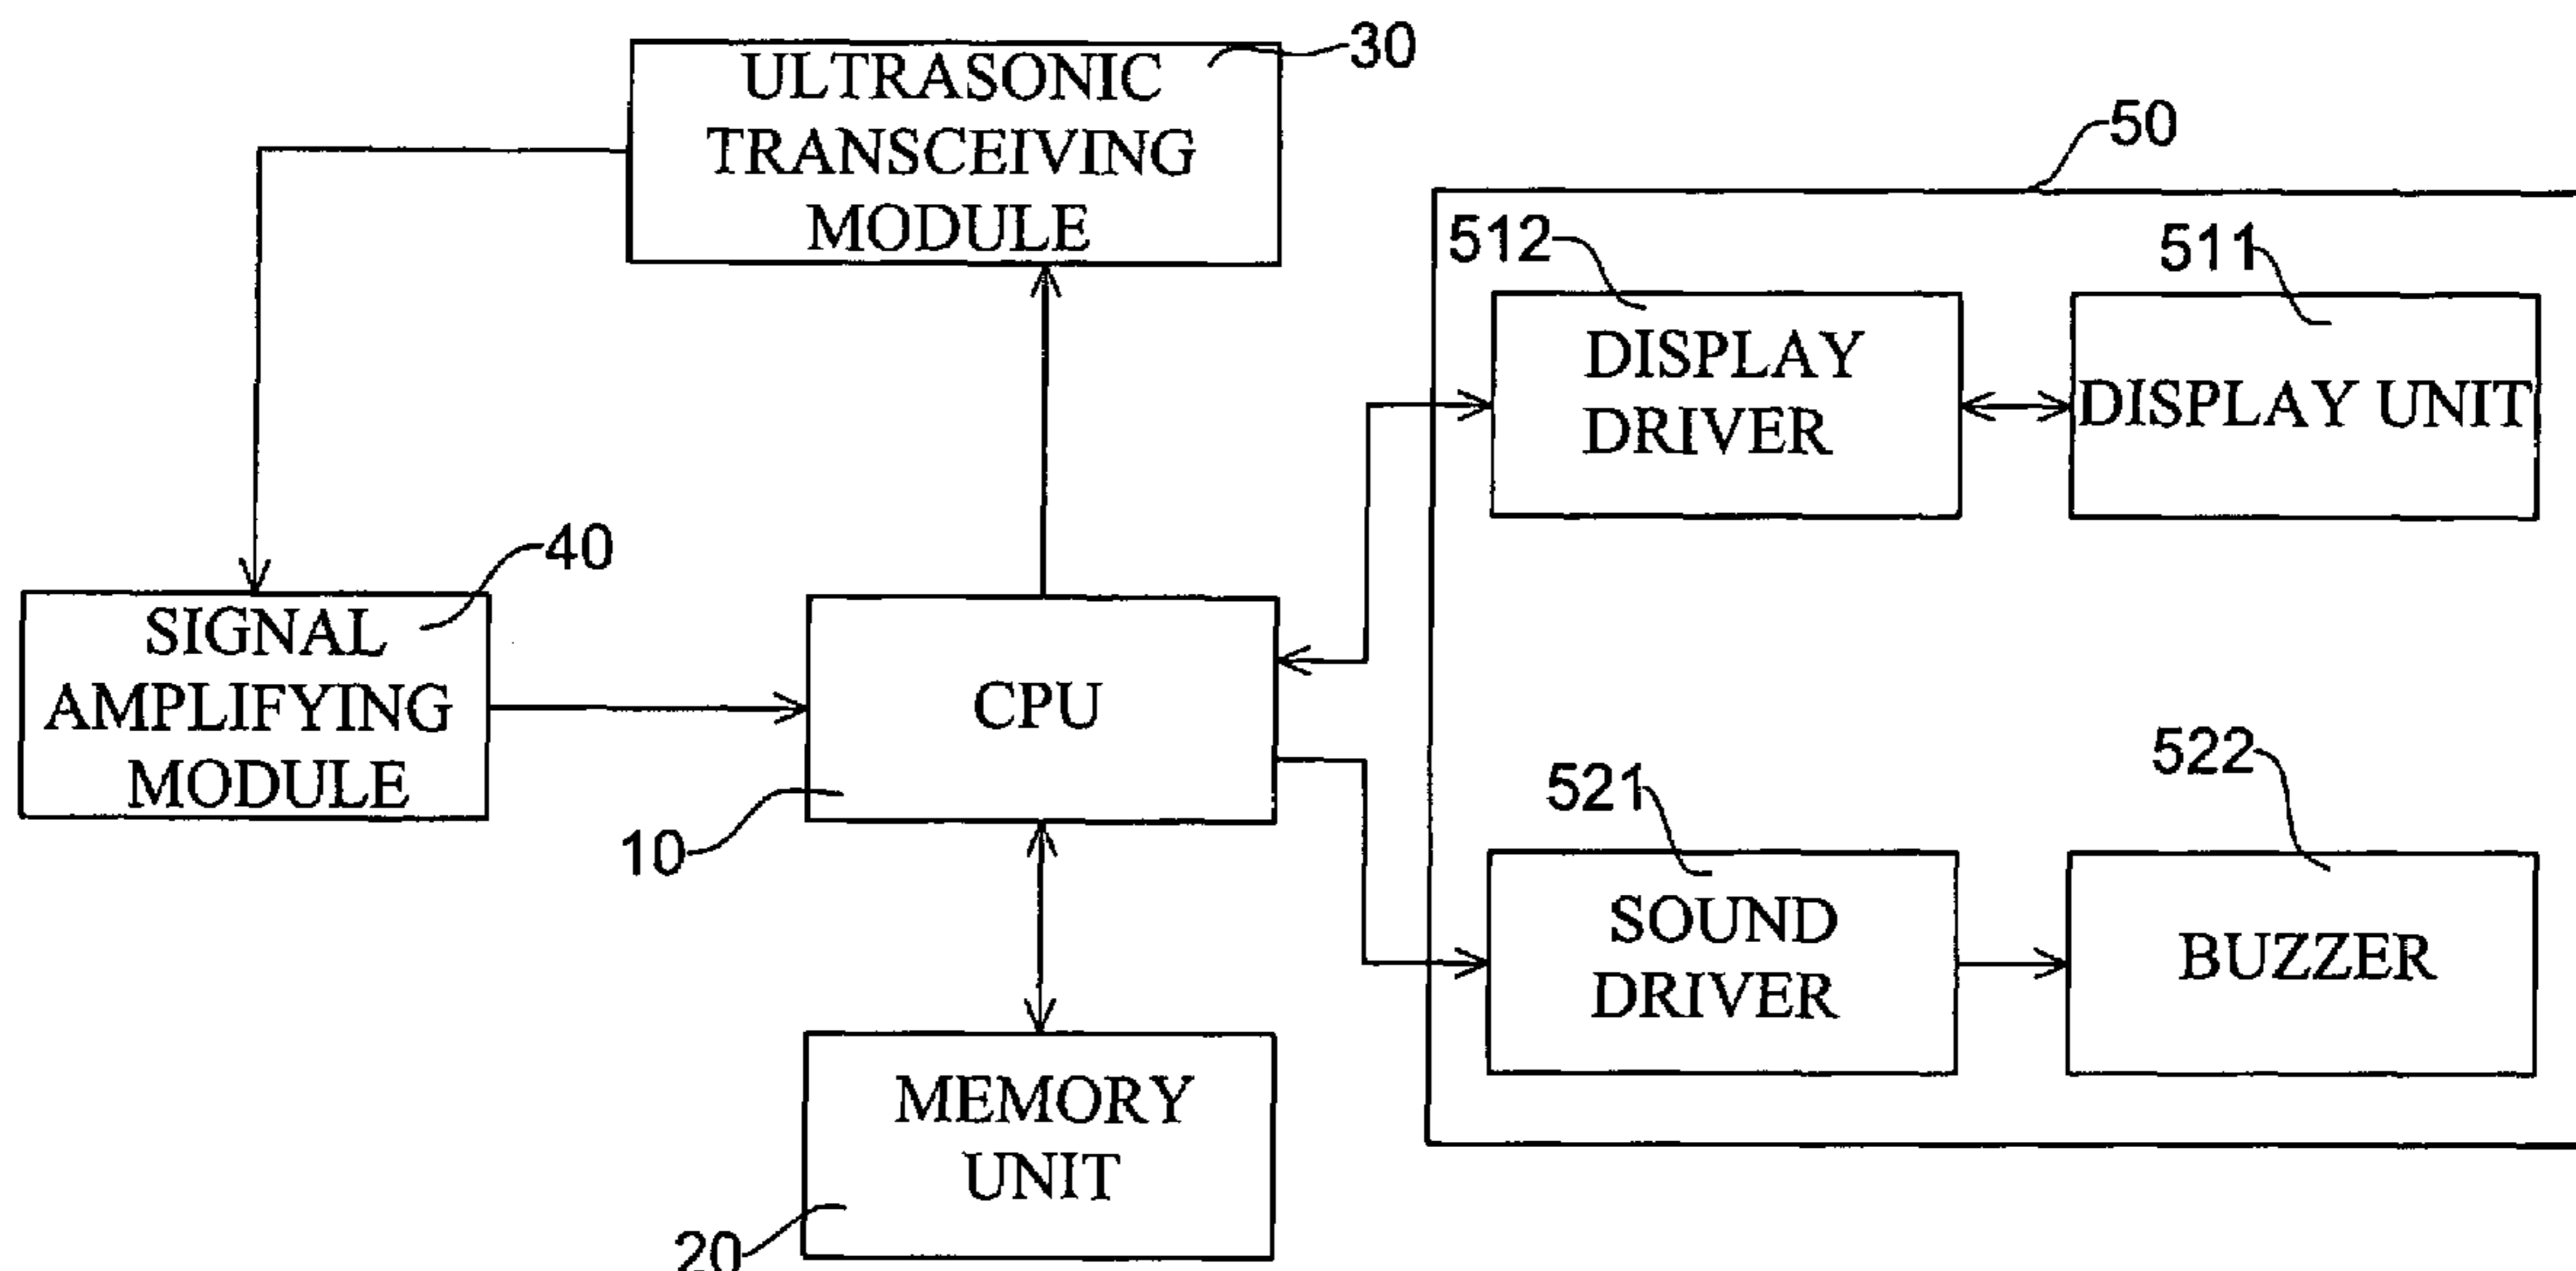 ULTRASONIC
TRANSCEIVING
MODULE
30
50
512
511
DISPLAY
DRIVER
DISPLAY UNIT
40
SIGNAL
AMPLIFYING
MODULE
CPU
10
521
522
SOUND
DRIVER
BUZZER
MEMORY
UNIT
20